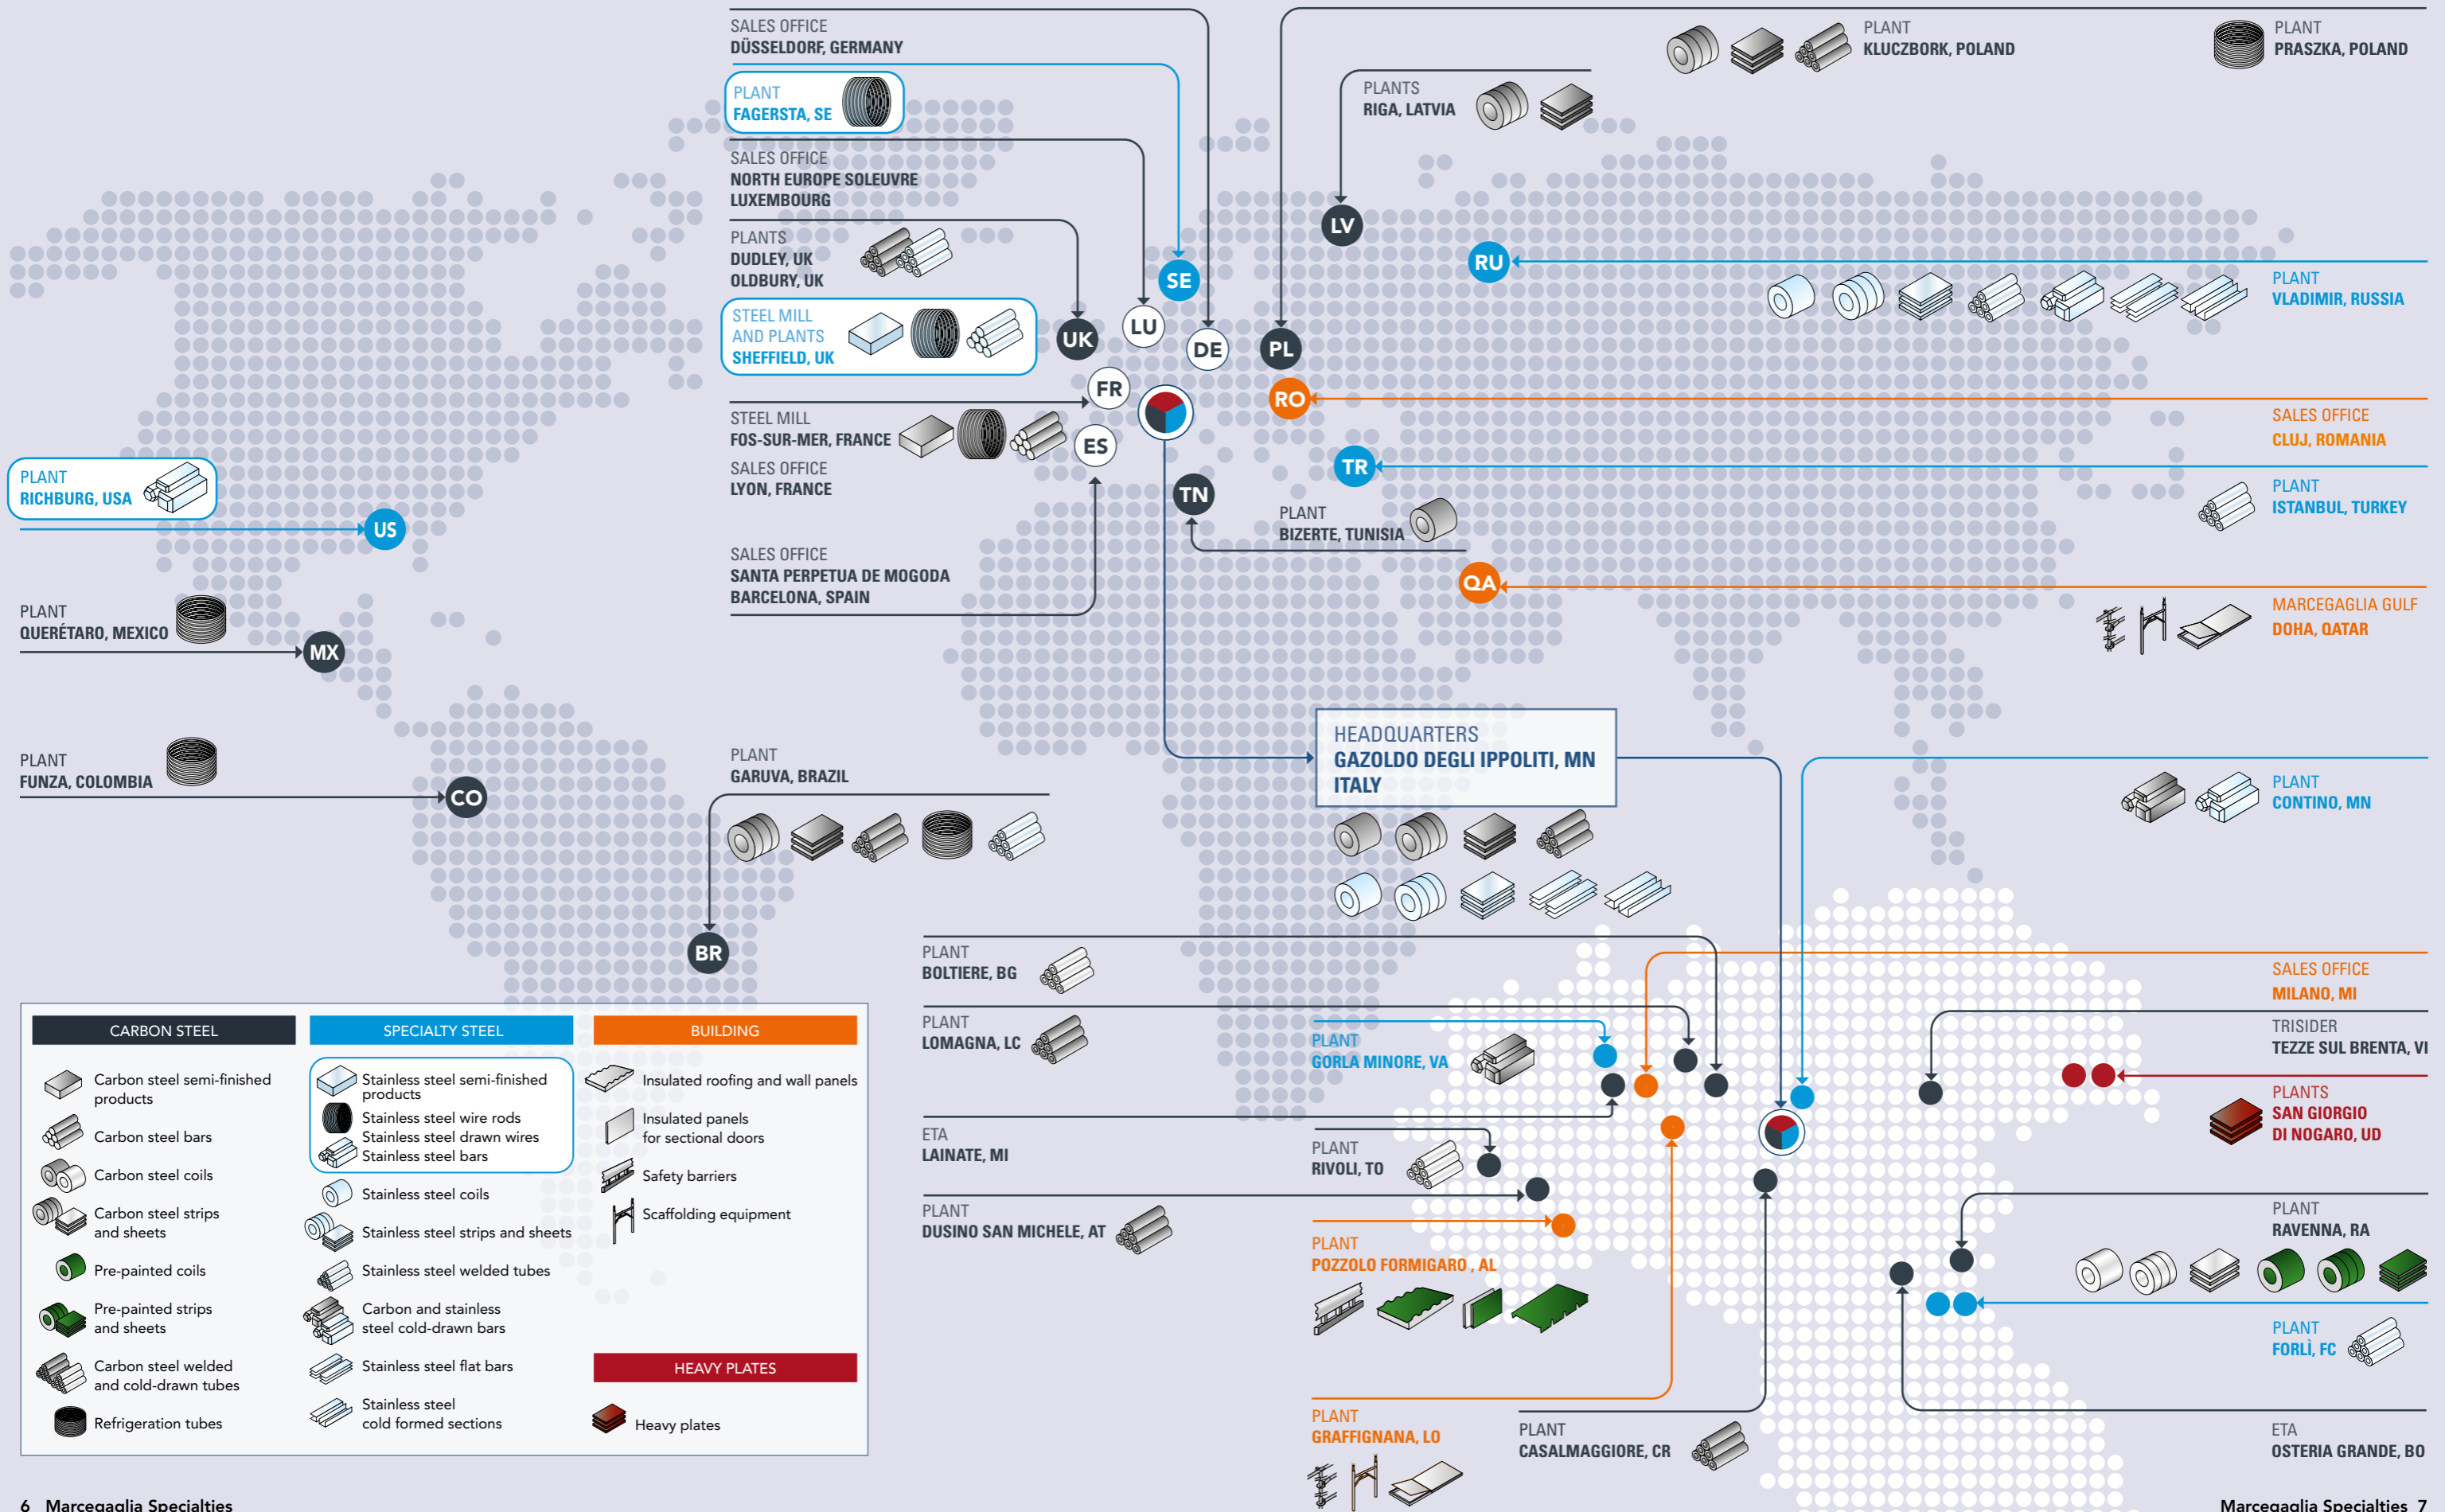 SALES OFFICE
DÜSSELDORF, GERMANY
PLANT
FAGERSTA, SE
SALES OFFICE
NORTH EUROPE SOLEUVRE
LUXEMBOURG
PLANTS
DUDLEY, UK
OLDBURY, UK
STEEL MILL
AND PLANTS
SHEFFIELD, UK
STEEL MILL
FOS-SUR-MER, FRANCE
SALES OFFICE
LYON, FRANCE
SALES OFFICE
SANTA PERPETUA DE MOGODA
BARCELONA, SPAIN
PLANT
KLUCZBORK, POLAND
PLANT
PRASZKA, POLAND
PLANTS
RIGA, LATVIA
LV
RU
SE
LU
UK
DE
PL
FR
RO
ES
TR
TN
QA
US
MX
CO
BR
PLANT
VLADIMIR, RUSSIA
SALES OFFICE
CLUJ, ROMANIA
PLANT
ISTANBUL, TURKEY
PLANT
BIZERTE, TUNISIA
MARCEGAGLIA GULF
DOHA, QATAR
PLANT
RICHBURG, USA
PLANT
QUERÉTARO, MEXICO
PLANT
FUNZA, COLOMBIA
PLANT
GARUVA, BRAZIL
HEADQUARTERS
GAZOLDO DEGLI IPPOLITI, MN
ITALY
PLANT
CONTINO, MN
PLANT
BOLTIERE, BG
PLANT
LOMAGNA, LC
PLANT
GORLA MINORE, VA
ETA
LAINATE, MI
PLANT
RIVOLI, TO
PLANT
DUSINO SAN MICHELE, AT
PLANT
POZZOLO FORMIGARO , AL
PLANT
GRAFFIGNANA, LO
PLANT
CASALMAGGIORE, CR
SALES OFFICE
MILANO, MI
TRISIDER
TEZZE SUL BRENTA, VI
PLANTS
SAN GIORGIO
DI NOGARO, UD
PLANT
RAVENNA, RA
PLANT
FORLÌ, FC
ETA
OSTERIA GRANDE, BO
CARBON STEEL
Carbon steel semi-finished
products
Carbon steel bars
Carbon steel coils
Carbon steel strips
and sheets
Pre-painted coils
Pre-painted strips
and sheets
Carbon steel welded
and cold-drawn tubes
Refrigeration tubes
SPECIALTY STEEL
Stainless steel semi-finished
products
Stainless steel wire rods
Stainless steel drawn wires
Stainless steel bars
Stainless steel coils
Stainless steel strips and sheets
Stainless steel welded tubes
Carbon and stainless
steel cold-drawn bars
Stainless steel flat bars
Stainless steel
cold formed sections
BUILDING
Insulated roofing and wall panels
Insulated panels
for sectional doors
Safety barriers
Scaffolding equipment
HEAVY PLATES
Heavy plates
6 Marcegaglia Specialties
Marcegaglia Specialties 7